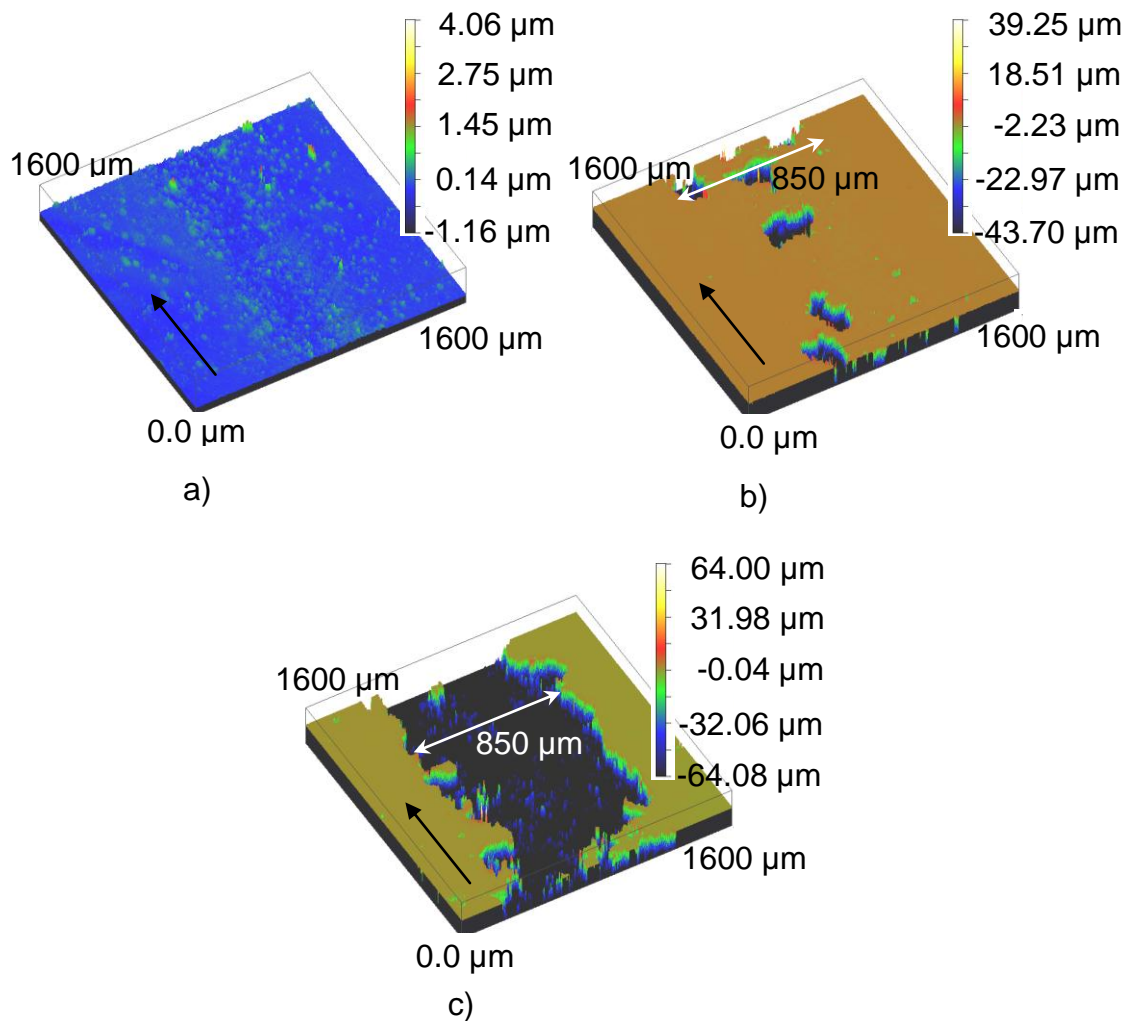 4.06 µm
2.75 µm
1.45 µm
0.14 µm
-1.16 µm
1600 µm
1600 µm
0.0 µm
a)
39.25 µm
18.51 µm
-2.23 µm
-22.97 µm
-43.70 µm
1600 µm
850 µm
1600 µm
0.0 µm
b)
64.00 µm
31.98 µm
-0.04 µm
-32.06 µm
-64.08 µm
1600 µm
850 µm
1600 µm
0.0 µm
c)